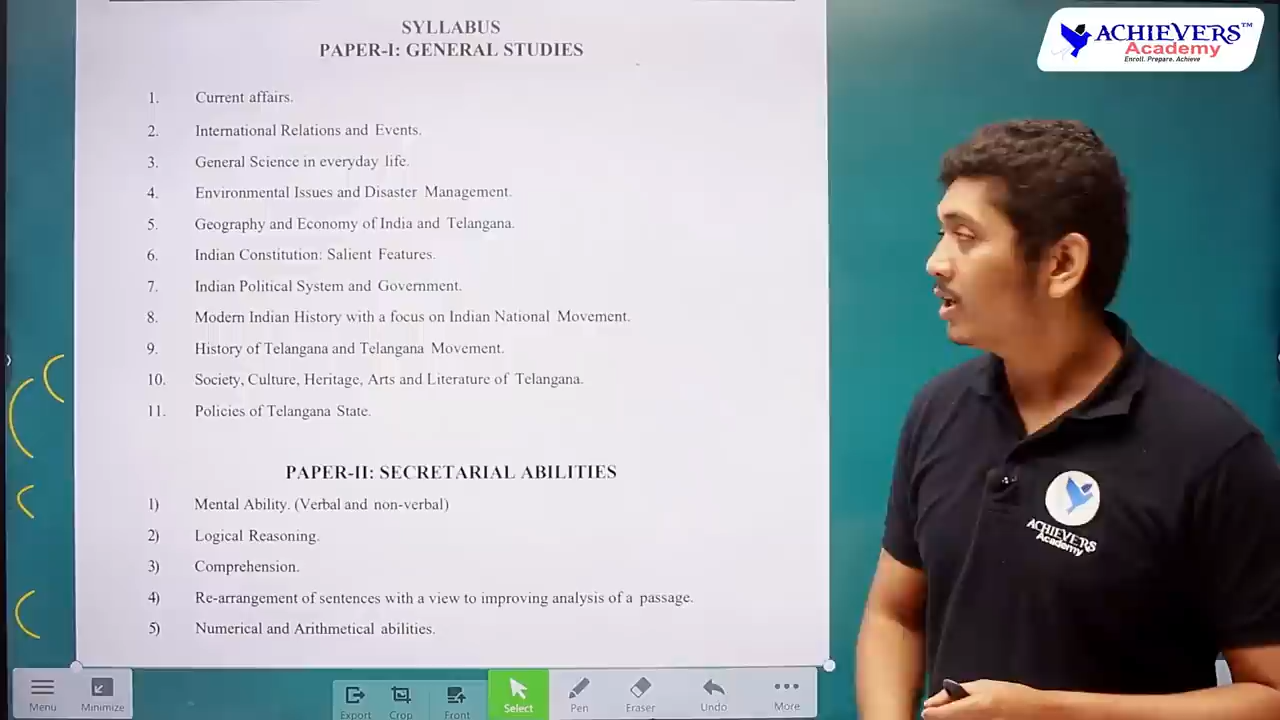 SYLLABUS
PAPER-I: GENERAL STUDIES
1. Current affairs.
2. International Relations and Events.
3. General Science in everyday life.
4. Environmental Issues and Disaster Management.
5. Geography and Economy of India and Telangana.
6. Indian Constitution: Salient Features.
7. Indian Political System and Government.
8. Modern Indian History with a focus on Indian National Movement.
9. History of Telangana and Telangana Movement.
10. Society, Culture, Heritage, Arts and Literature of Telangana.
11. Policies of Telangana State.
PAPER-II: SECRETARIAL ABILITIES
1) Mental Ability. (Verbal and non-verbal)
2) Logical Reasoning.
3) Comprehension.
4) Re-arrangement of sentences with a view to improving analysis of a passage.
5) Numerical and Arithmetical abilities.
Menu Minimize Export Crop Front Select Pen Eraser Undo More
ACHIEVERS™
Academy
Enroll. Prepare. Achieve
ACHIEVERS
Academy